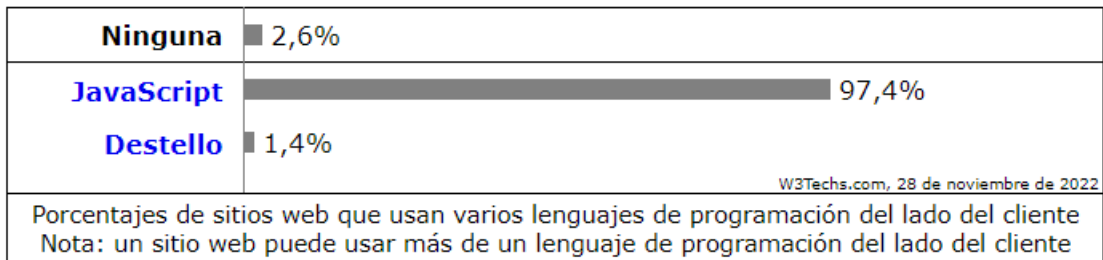 Ninguna 2,6%
JavaScript 97,4%
Destello 1,4%
W3Techs.com, 28 de noviembre de 2022
Porcentajes de sitios web que usan varios lenguajes de programación del lado del cliente
Nota: un sitio web puede usar más de un lenguaje de programación del lado del cliente